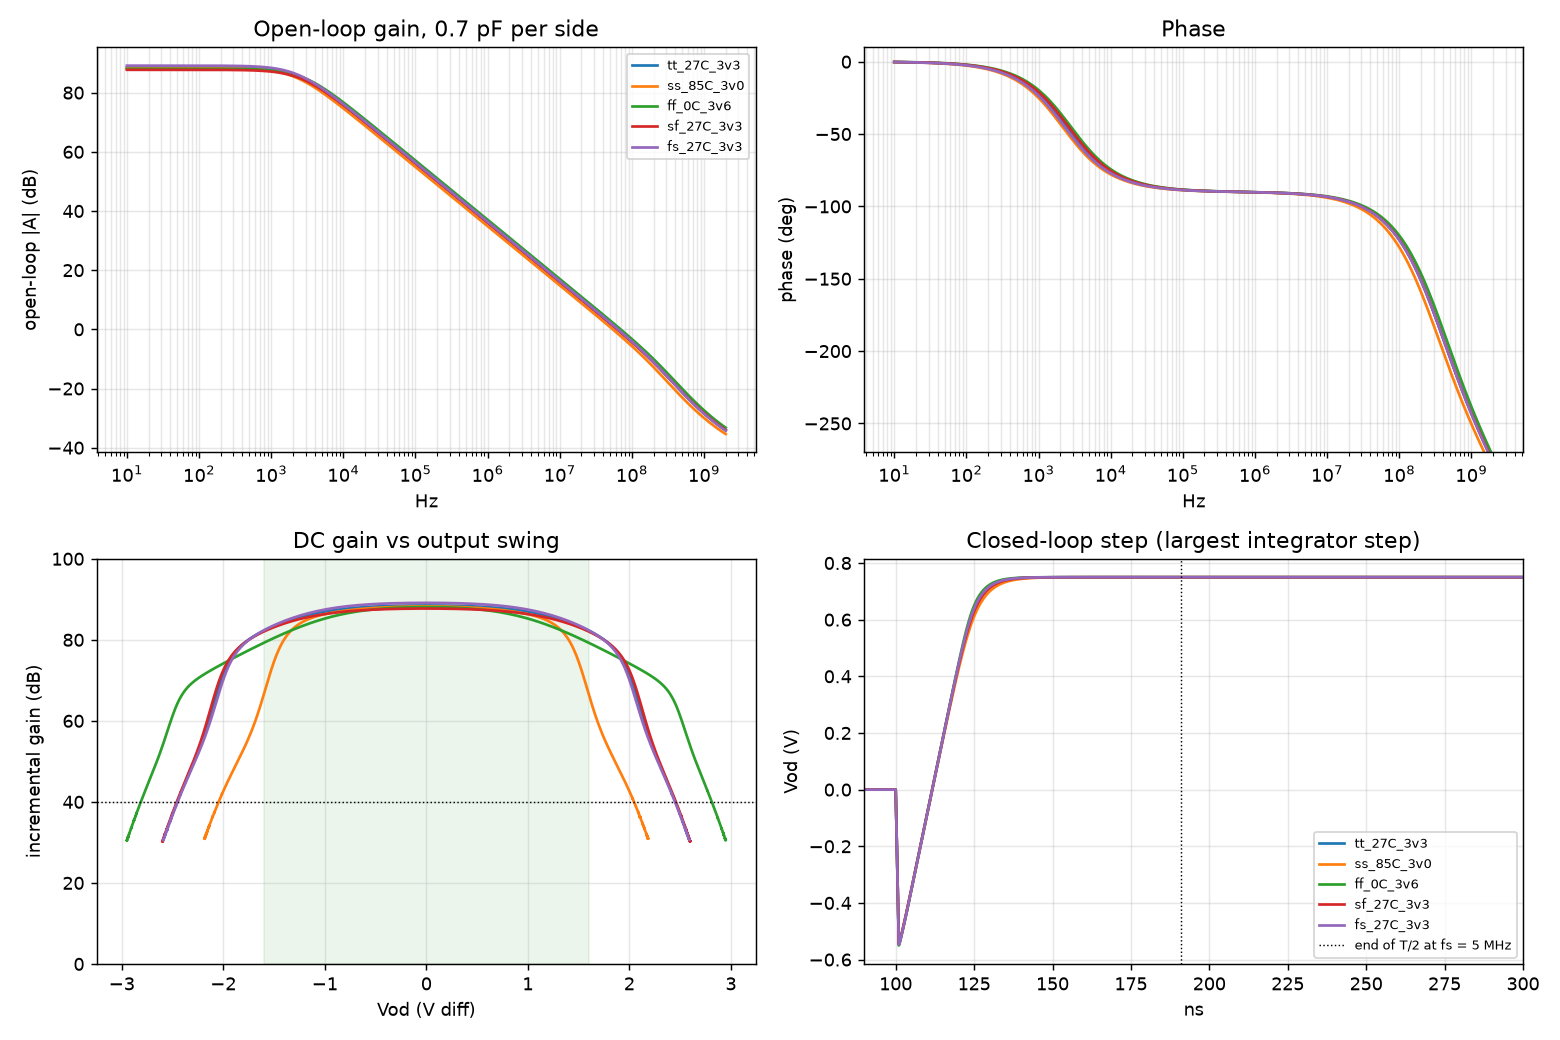 Open-loop gain, 0.7 pF per side
open-loop |A| (dB)
80
60
40
20
0
−20
−40
tt_27C_3v3
ss_85C_3v0
ff_0C_3v6
sf_27C_3v3
fs_27C_3v3
10¹ 10² 10³ 10⁴ 10⁵ 10⁶ 10⁷ 10⁸ 10⁹
Hz
Phase
phase (deg)
0
−50
−100
−150
−200
−250
10¹ 10² 10³ 10⁴ 10⁵ 10⁶ 10⁷ 10⁸ 10⁹
Hz
DC gain vs output swing
incremental gain (dB)
100
80
60
40
20
0
−3 −2 −1 0 1 2 3
Vod (V diff)
Closed-loop step (largest integrator step)
Vod (V)
0.8
0.6
0.4
0.2
0.0
−0.2
−0.4
−0.6
tt_27C_3v3
ss_85C_3v0
ff_0C_3v6
sf_27C_3v3
fs_27C_3v3
end of T/2 at fs = 5 MHz
100 125 150 175 200 225 250 275 300
ns